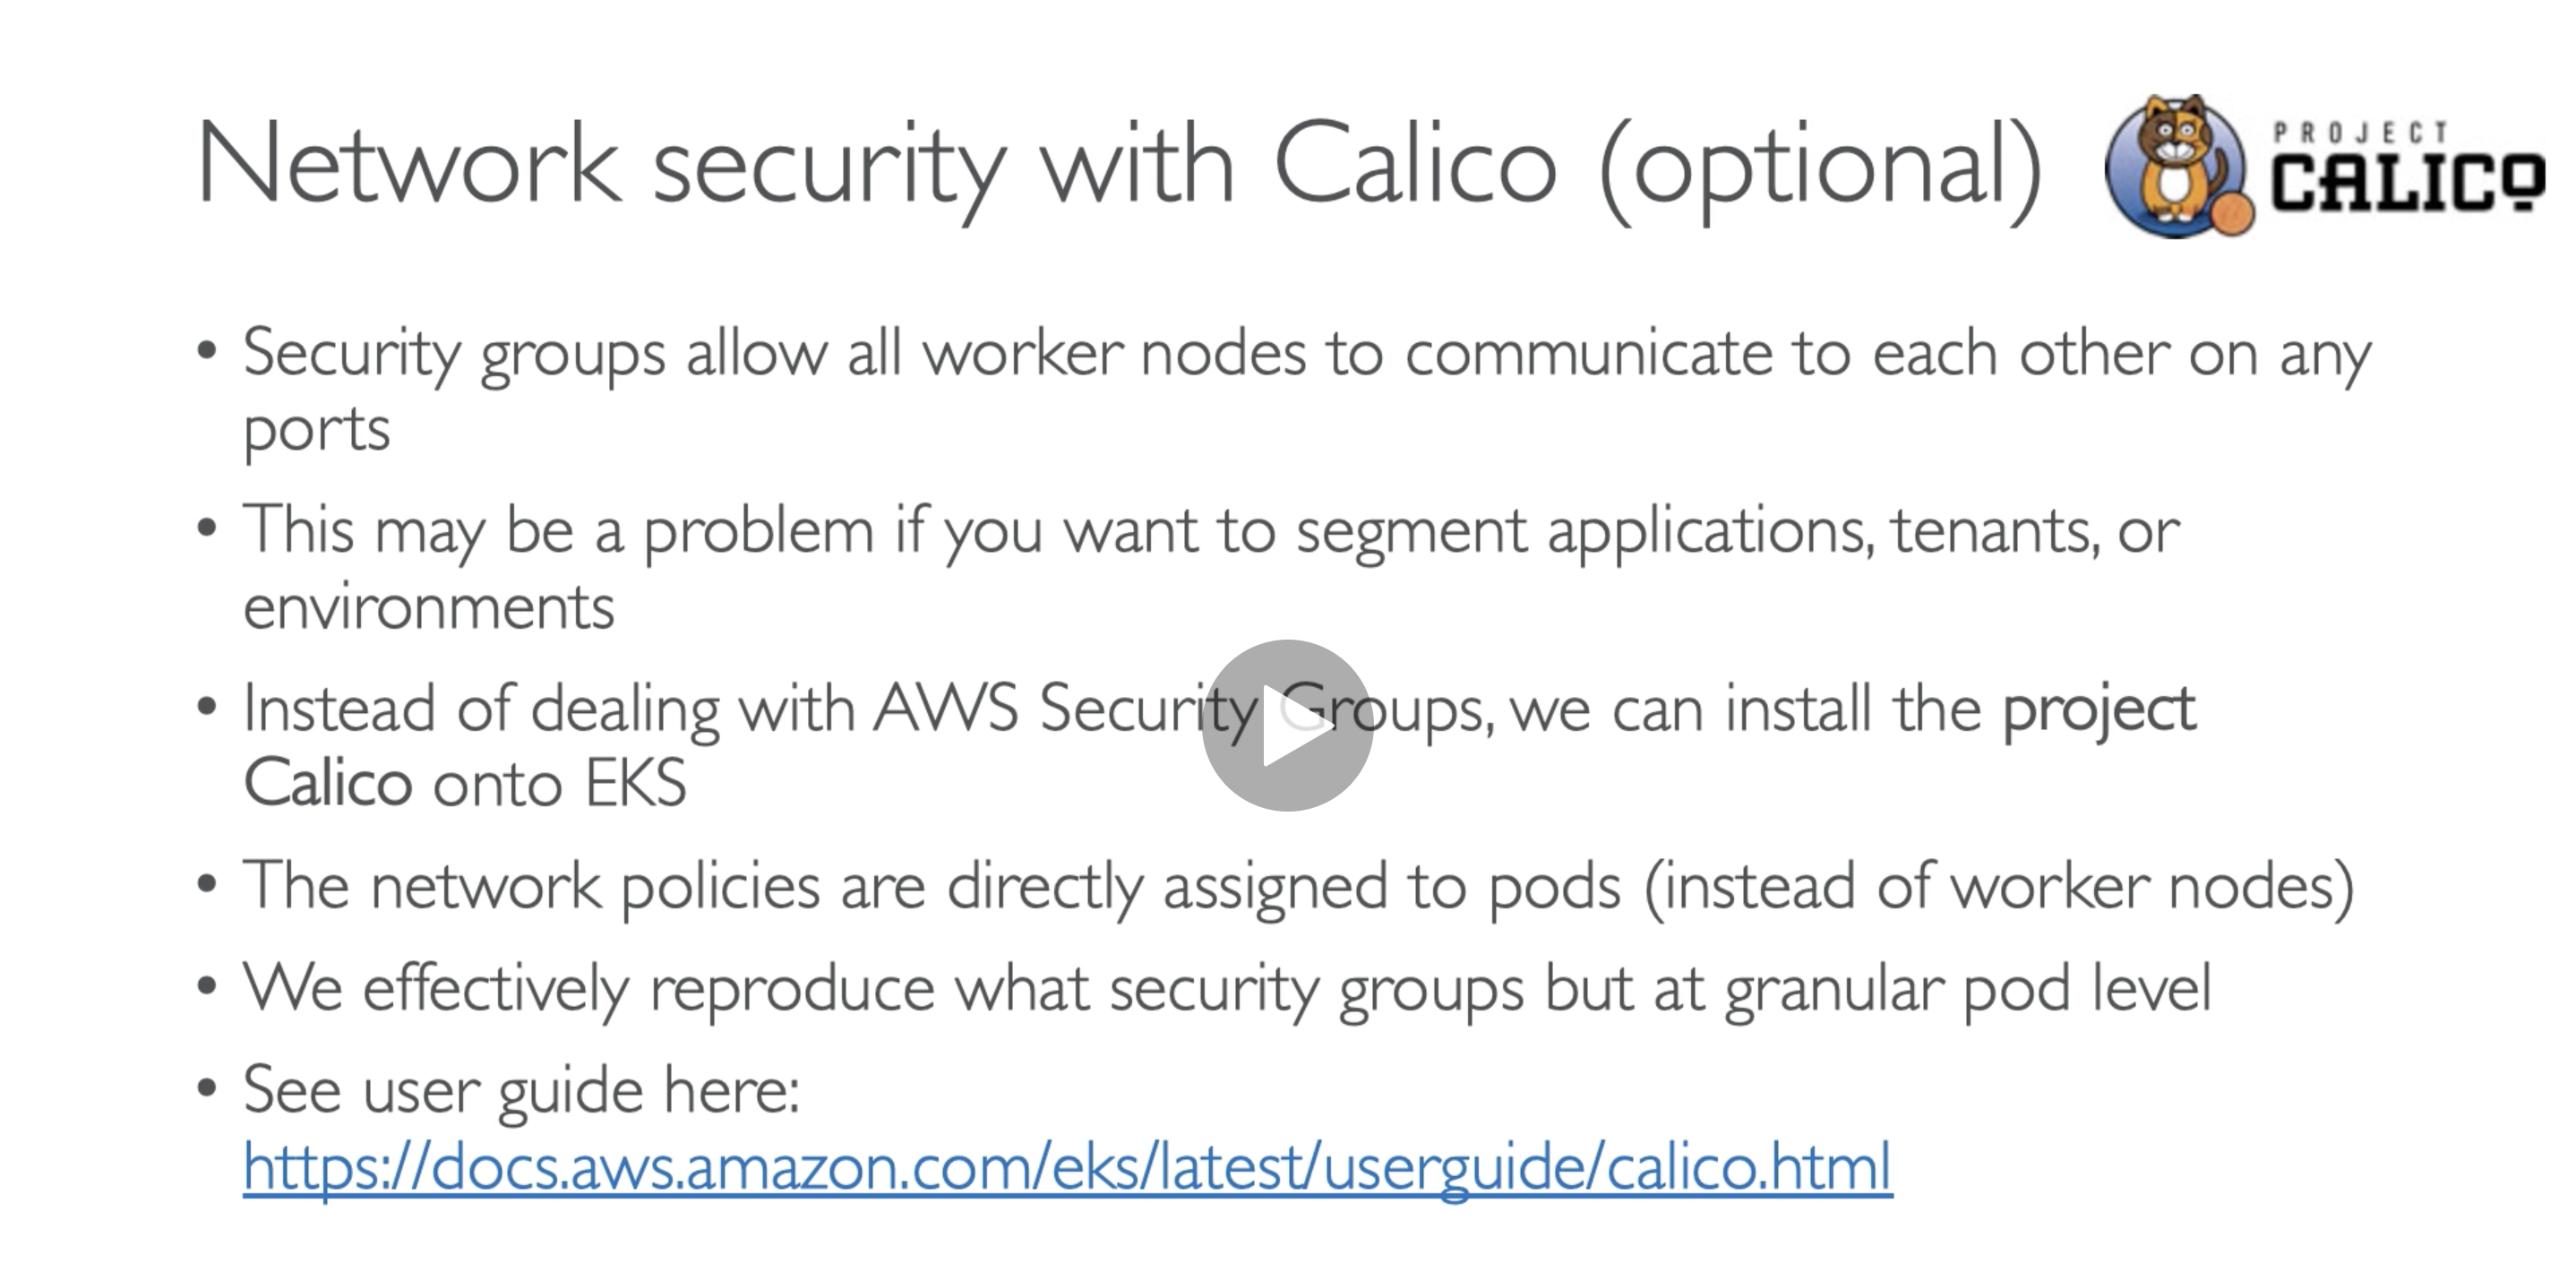 Network security with Calico (optional)
PROJECT
CALICO
• Security groups allow all worker nodes to communicate to each other on any
ports
• This may be a problem if you want to segment applications, tenants, or
environments
• Instead of dealing with AWS Security Groups, we can install the project
Calico onto EKS
• The network policies are directly assigned to pods (instead of worker nodes)
• We effectively reproduce what security groups but at granular pod level
• See user guide here:
https://docs.aws.amazon.com/eks/latest/userguide/calico.html